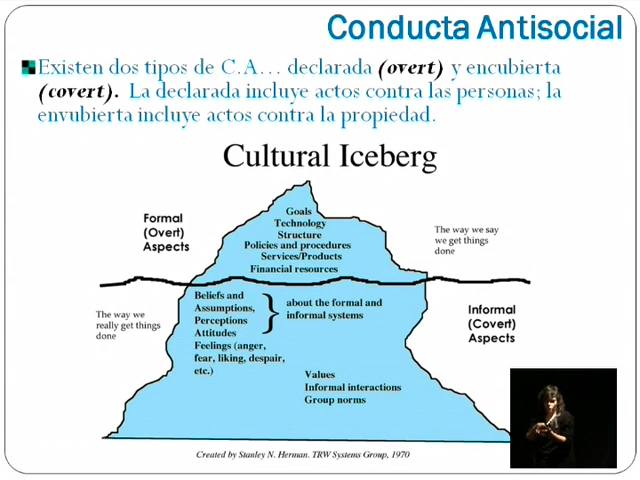 Conducta Antisocial
Existen dos tipos de C.A… declarada (overt) y encubierta
(covert). La declarada incluye actos contra las personas; la
envubierta incluye actos contra la propiedad.
Cultural Iceberg
Formal
(Overt)
Aspects
Goals
Technology
Structure
Policies and procedures
Services/Products
Financial resources
The way we say
we get things
done
The way we
really get things
done
Beliefs and
Assumptions,
Perceptions
Attitudes
Feelings (anger,
fear, liking, despair,
etc.)
about the formal and
informal systems
Informal
(Covert)
Aspects
Values
Informal interactions
Group norms
Created by Stanley N. Herman. TRW Systems Group, 1970